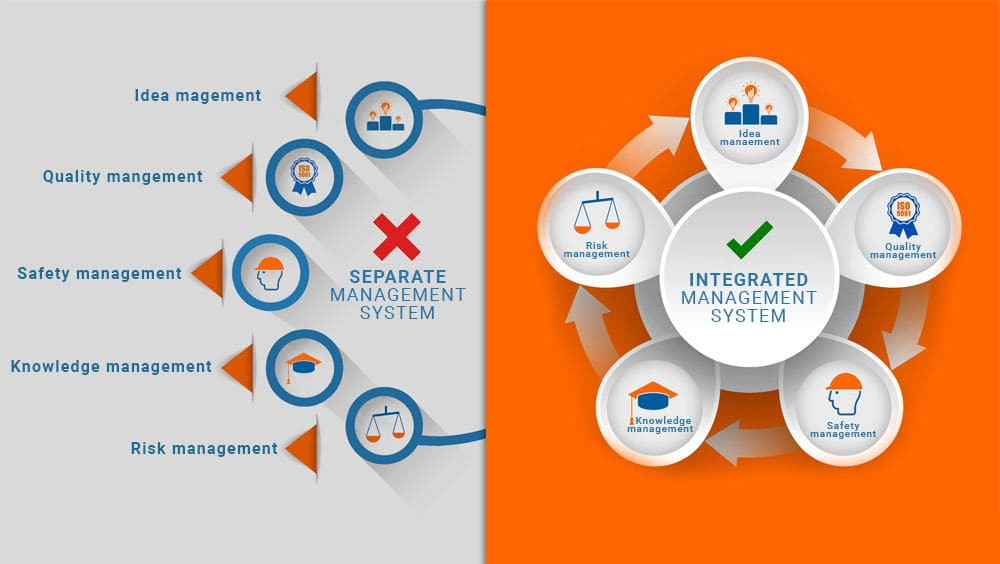 Idea magement
Quality mangement
ISO
9001
Safety management
Knowledge management
Risk management
SEPARATE
MANAGEMENT
SYSTEM
Idea
manaement
Risk
management
ISO
9001
Quality
management
INTEGRATED
MANAGEMENT
SYSTEM
Knowledge
management
Safety
management